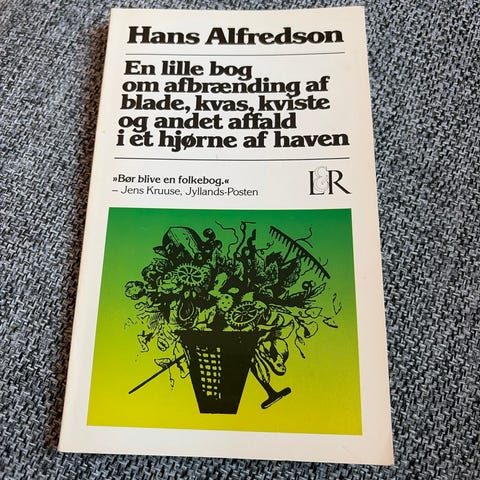 Hans Alfredson
En lille bog
om afbrænding af
blade, kvas, kviste
og andet affald
i et hjørne af haven
»Bør blive en folkebog.«
– Jens Kruuse, Jyllands-Posten
L&R